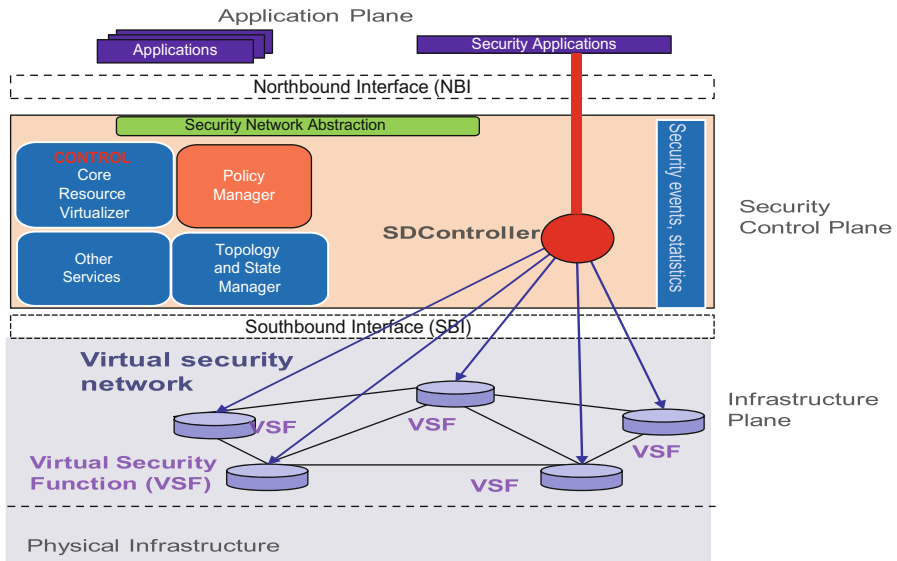 Application Plane
Applications
Security Applications
Northbound Interface (NBI
Security Network Abstraction
CONTROL
Core
Resource
Virtualizer
Policy
Manager
Security events, statistics
SDController
Security
Control Plane
Other
Services
Topology
and State
Manager
Southbound Interface (SBI)
Virtual security
network
Infrastructure
Plane
VSF
VSF
VSF
Virtual Security
Function (VSF)
VSF
Physical Infrastructure